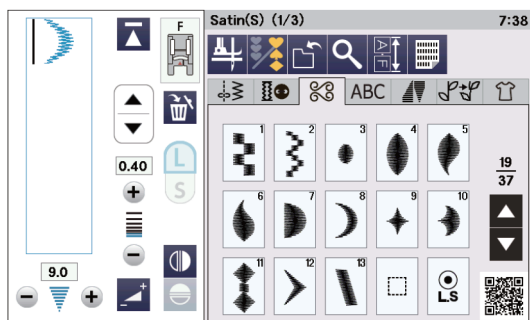 F
0.40
L
S
9.0
Satin(S) (1/3)
7:38
A-F
ABC
1 2 3 4 5
19
37
6 7 8 9 10
11 12 13
L.S